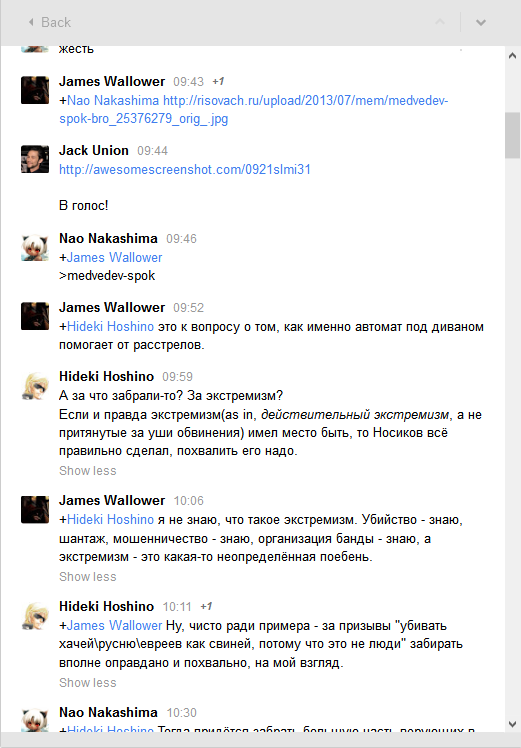 Back
жесть
James Wallower 09:43 +1
+Nao Nakashima http://risovach.ru/upload/2013/07/mem/medvedev-
spok-bro_25376279_orig_.jpg
Jack Union 09:44
http://awesomescreenshot.com/0921slmi31
В голос!
Nao Nakashima 09:46
+James Wallower
>medvedev-spok
James Wallower 09:52
+Hideki Hoshino это к вопросу о том, как именно автомат под диваном
помогает от расстрелов.
Hideki Hoshino 09:59
А за что забрали-то? За экстремизм?
Если и правда экстремизм(as in, действительный экстремизм, а не
притянутые за уши обвинения) имел место быть, то Носиков всё
правильно сделал, похвалить его надо.
Show less
James Wallower 10:06
+Hideki Hoshino я не знаю, что такое экстремизм. Убийство - знаю,
шантаж, мошенничество - знаю, организация банды - знаю, а
экстремизм - это какая-то неопределённая поебень.
Show less
Hideki Hoshino 10:11 +1
+James Wallower Ну, чисто ради примера - за призывы "убивать
хачей\русню\евреев как свиней, потому что это не люди" забирать
вполне оправдано и похвально, на мой взгляд.
Show less
Nao Nakashima 10:30
+Hideki Hoshino Тогда придётся забрать большую часть верующих в